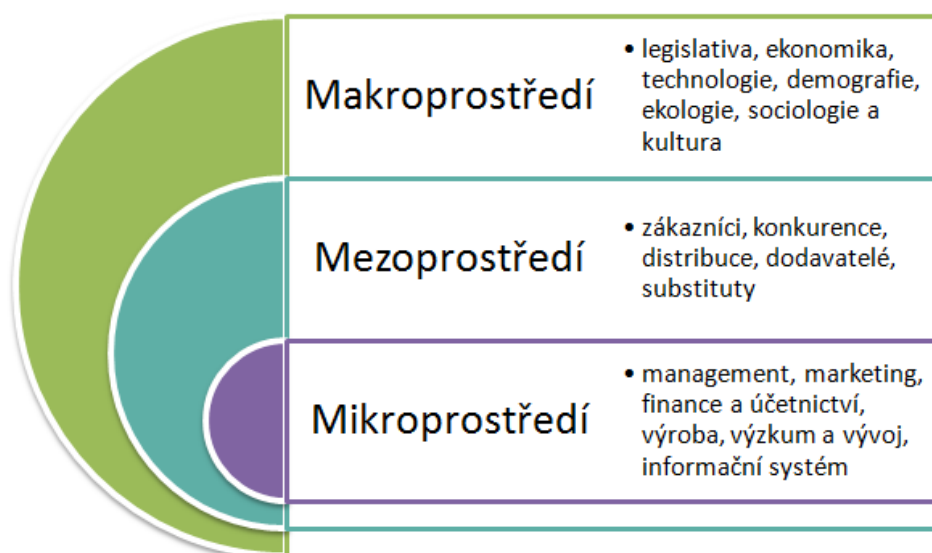 Makroprostředí
• legislativa, ekonomika,
technologie, demografie,
ekologie, sociologie a
kultura
Mezoprostředí
• zákazníci, konkurence,
distribuce, dodavatelé,
substituty
Mikroprostředí
• management, marketing,
finance a účetnictví,
výroba, výzkum a vývoj,
informační systém